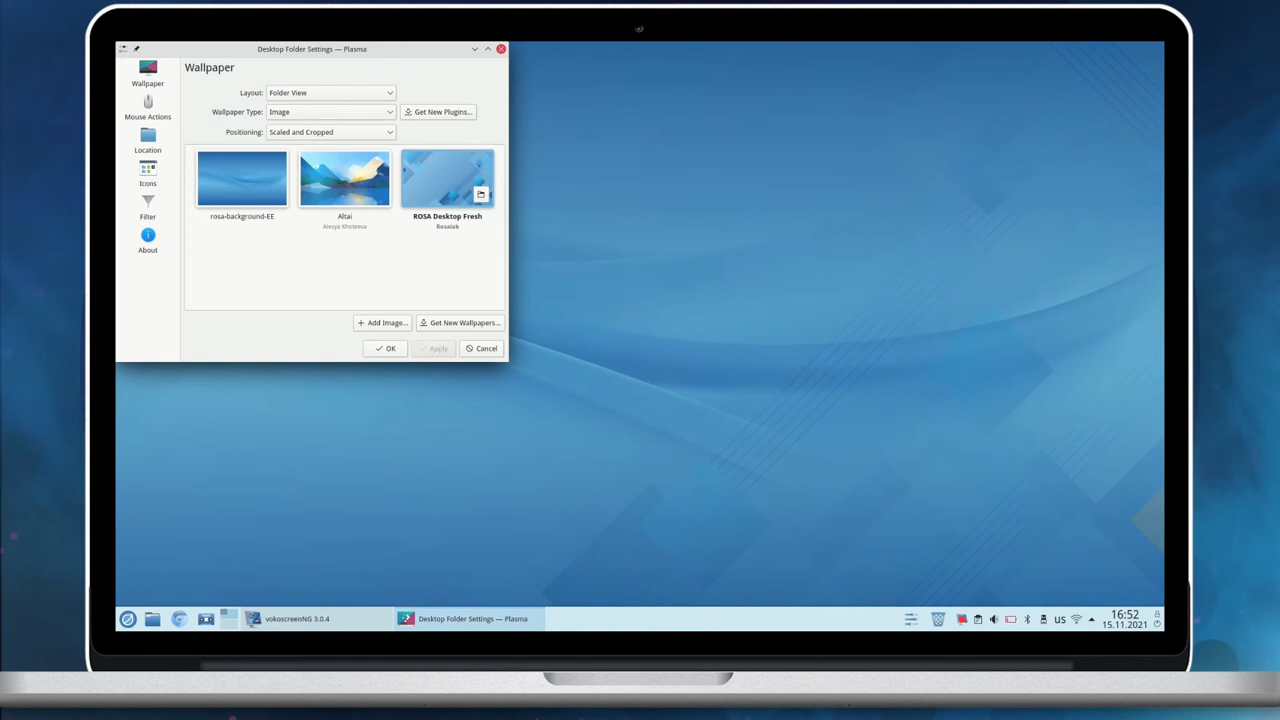 Desktop Folder Settings — Plasma
Wallpaper
Wallpaper
Layout: Folder View
Mouse Actions
Wallpaper Type: Image Get New Plugins...
Positioning: Scaled and Cropped
Location
Icons
Filter
About
rosa-background-EE
Altai
Alesya Khoteeva
ROSA Desktop Fresh
Rosalab
Add Image...
Get New Wallpapers...
OK
Apply
Cancel
vokoscreenNG 3.0.4
Desktop Folder Settings — Plasma
us
16:52
15.11.2021